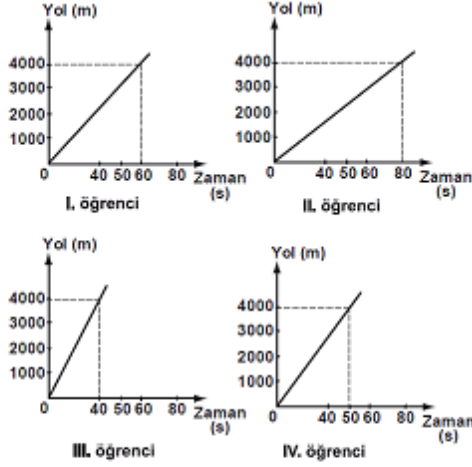 Yol (m)
4000
3000
2000
1000
0
40 50 60 80 Zaman
(s)
I. öğrenci
Yol (m)
4000
3000
2000
1000
0
40 50 60 80 Zaman
(s)
II. öğrenci
Yol (m)
4000
3000
2000
1000
0
40 50 60 80 Zaman
(s)
III. öğrenci
Yol (m)
4000
3000
2000
1000
0
40 50 60 80 Zaman
(s)
IV. öğrenci